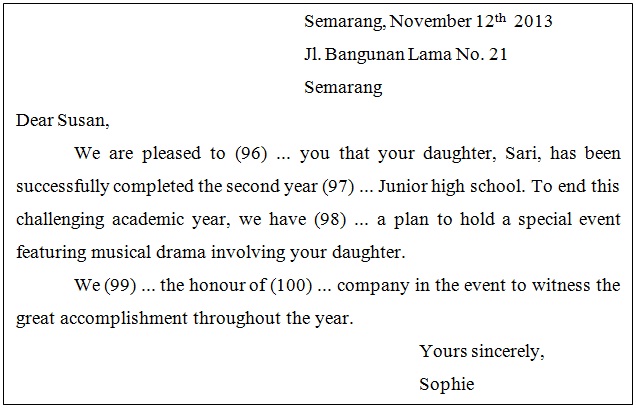 Semarang, November 12th 2013
Jl. Bangunan Lama No. 21
Semarang
Dear Susan,
We are pleased to (96) ... you that your daughter, Sari, has been
successfully completed the second year (97) ... Junior high school. To end this
challenging academic year, we have (98) ... a plan to hold a special event
featuring musical drama involving your daughter.
We (99) ... the honour of (100) ... company in the event to witness the
great accomplishment throughout the year.
Yours sincerely,
Sophie